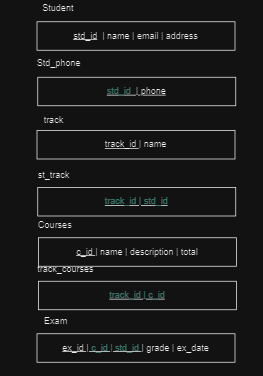 Student
std_id | name | email | address
Std_phone
std_id | phone
track
track_id | name
st_track
track_id | std_id
Courses
c_id | name | description | total
track_courses
track_id | c_id
Exam
ex_id | c_id | std_id | grade | ex_date